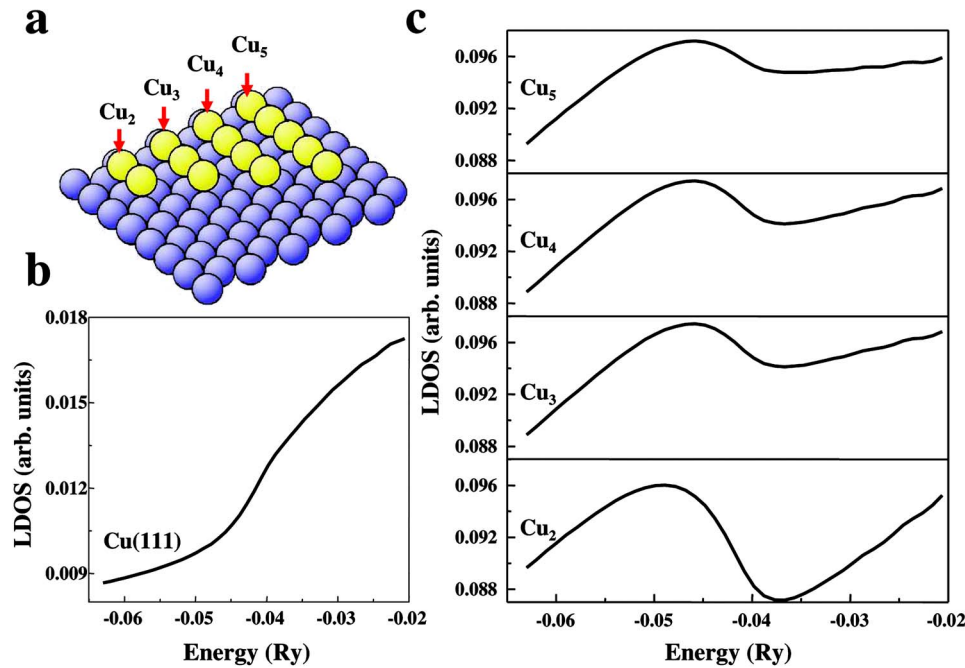 a
Cu2
Cu3
Cu4
Cu5
b
LDOS (arb. units)
0.018
0.015
0.012
0.009
Cu(111)
-0.06
-0.05
-0.04
-0.03
-0.02
Energy (Ry)
c
LDOS (arb. units)
0.096
0.092
0.088
Cu5
0.096
0.092
0.088
Cu4
0.096
0.092
0.088
Cu3
0.096
0.092
0.088
Cu2
-0.06
-0.05
-0.04
-0.03
-0.02
Energy (Ry)